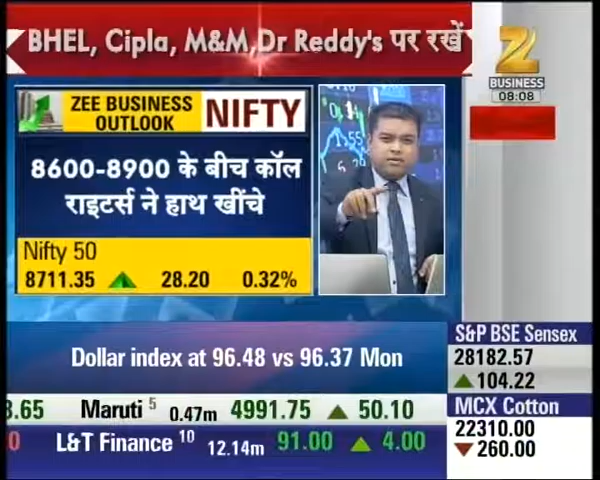 BHEL, Cipla, M&M,Dr Reddy's पर रखें
Z
BUSINESS
08:08
ZEE BUSINESS
OUTLOOK
NIFTY
8600-8900 के बीच कॉल
राइटर्स ने हाथ खींचे
Nifty 50
8711.35 28.20 0.32%
Dollar index at 96.48 vs 96.37 Mon
S&P BSE Sensex
28182.57
104.22
3.65 Maruti 5 0.47m 4991.75 50.10
MCX Cotton
22310.00
260.00
0 L&T Finance 10 12.14m 91.00 4.00